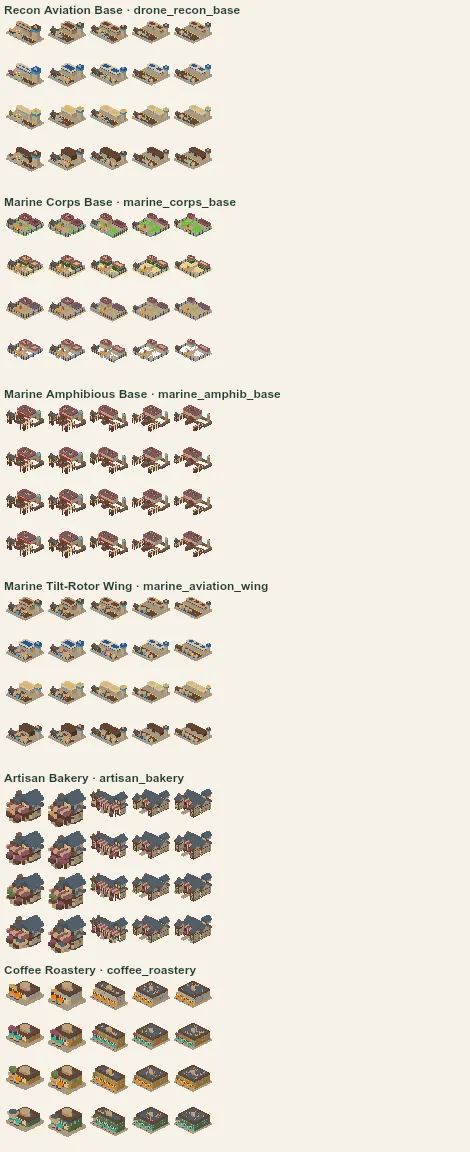 Recon Aviation Base · drone_recon_base
Marine Corps Base · marine_corps_base
Marine Amphibious Base · marine_amphib_base
Marine Tilt-Rotor Wing · marine_aviation_wing
Artisan Bakery · artisan_bakery
Coffee Roastery · coffee_roastery